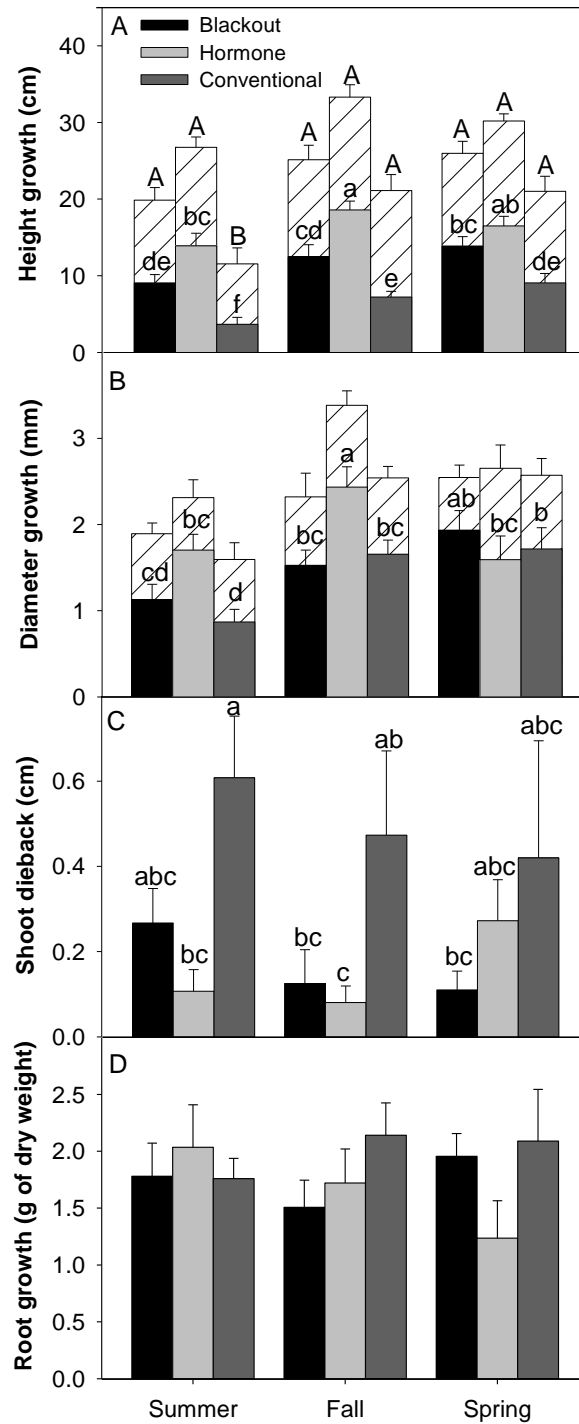 A
Blackout
Hormone
Conventional
Height growth (cm)
40
30
20
10
0
A
A
B
A
A
A
A
A
A
de
bc
f
cd
a
e
bc
ab
de
B
Diameter growth (mm)
3
2
1
0
cd
bc
d
bc
a
bc
ab
bc
b
C
Shoot dieback (cm)
0.6
0.4
0.2
0.0
abc
bc
a
bc
c
ab
bc
abc
abc
D
Root growth (g of dry weight)
2.5
2.0
1.5
1.0
0.5
0.0
Summer
Fall
Spring